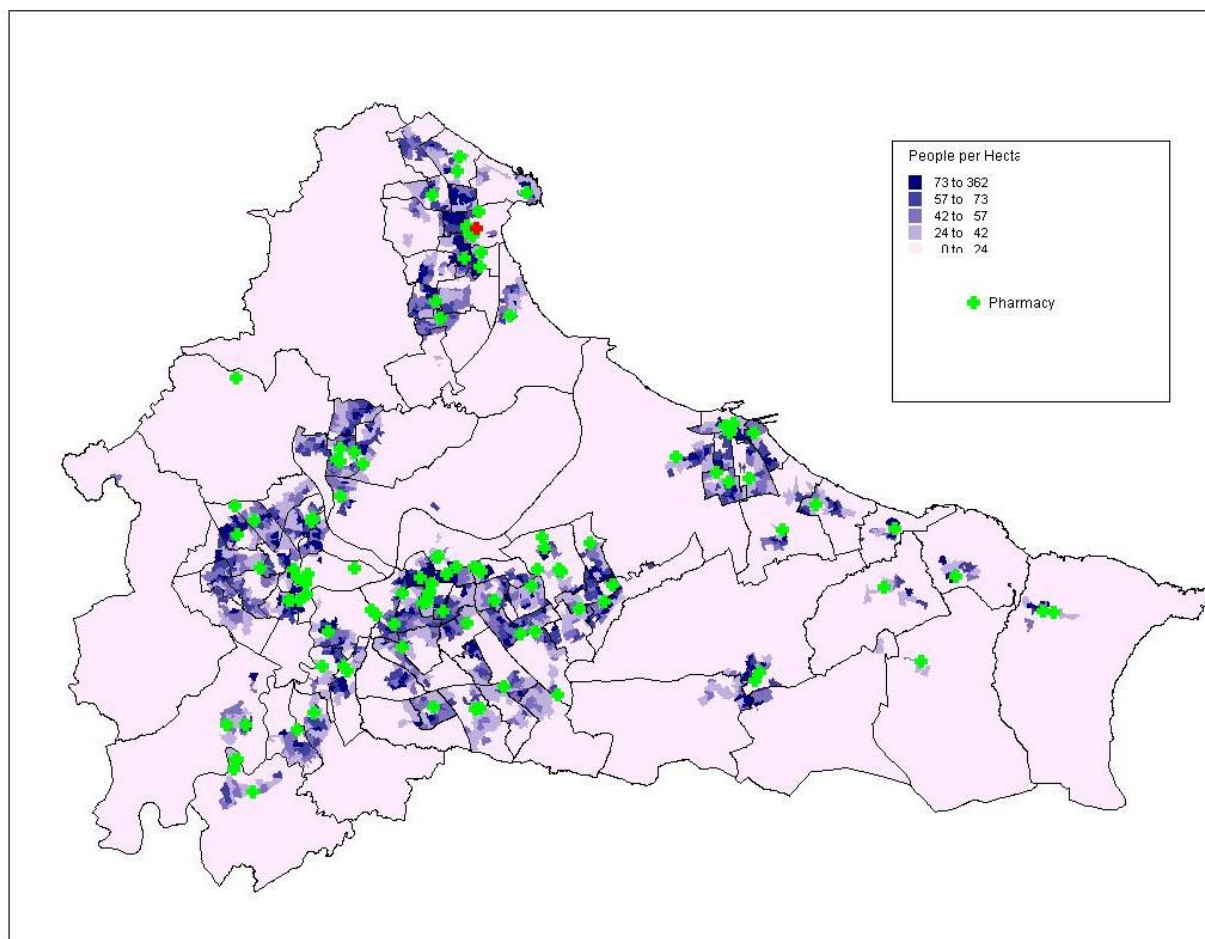 People per Hecta
73 to 362
57 to 73
42 to 57
24 to 42
0 to 24
Pharmacy